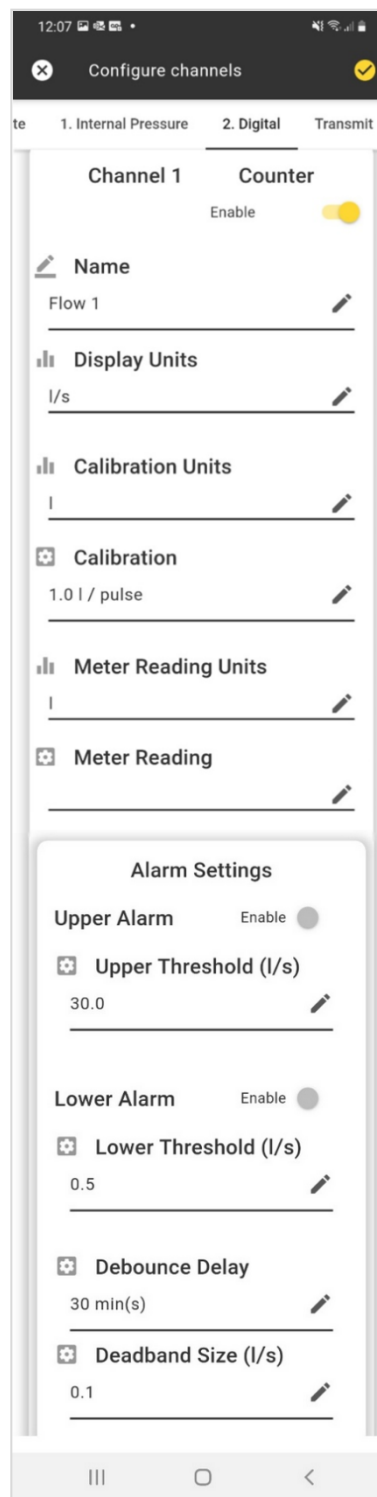 12:07
Configure channels
te 1. Internal Pressure 2. Digital Transmit
Channel 1 Counter
Enable
Name
Flow 1
Display Units
l/s
Calibration Units
l
Calibration
1.0 l / pulse
Meter Reading Units
l
Meter Reading
Alarm Settings
Upper Alarm Enable
Upper Threshold (l/s)
30.0
Lower Alarm Enable
Lower Threshold (l/s)
0.5
Debounce Delay
30 min(s)
Deadband Size (l/s)
0.1